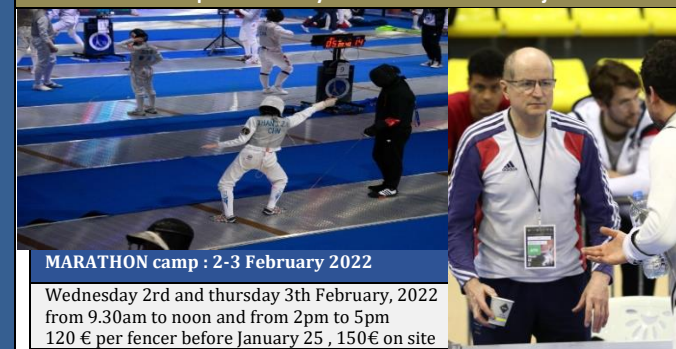 MARATHON camp : 2-3 February 2022
Wednesday 2rd and thursday 3th February, 2022
from 9.30am to noon and from 2pm to 5pm
120 € per fencer before January 25 , 150€ on site